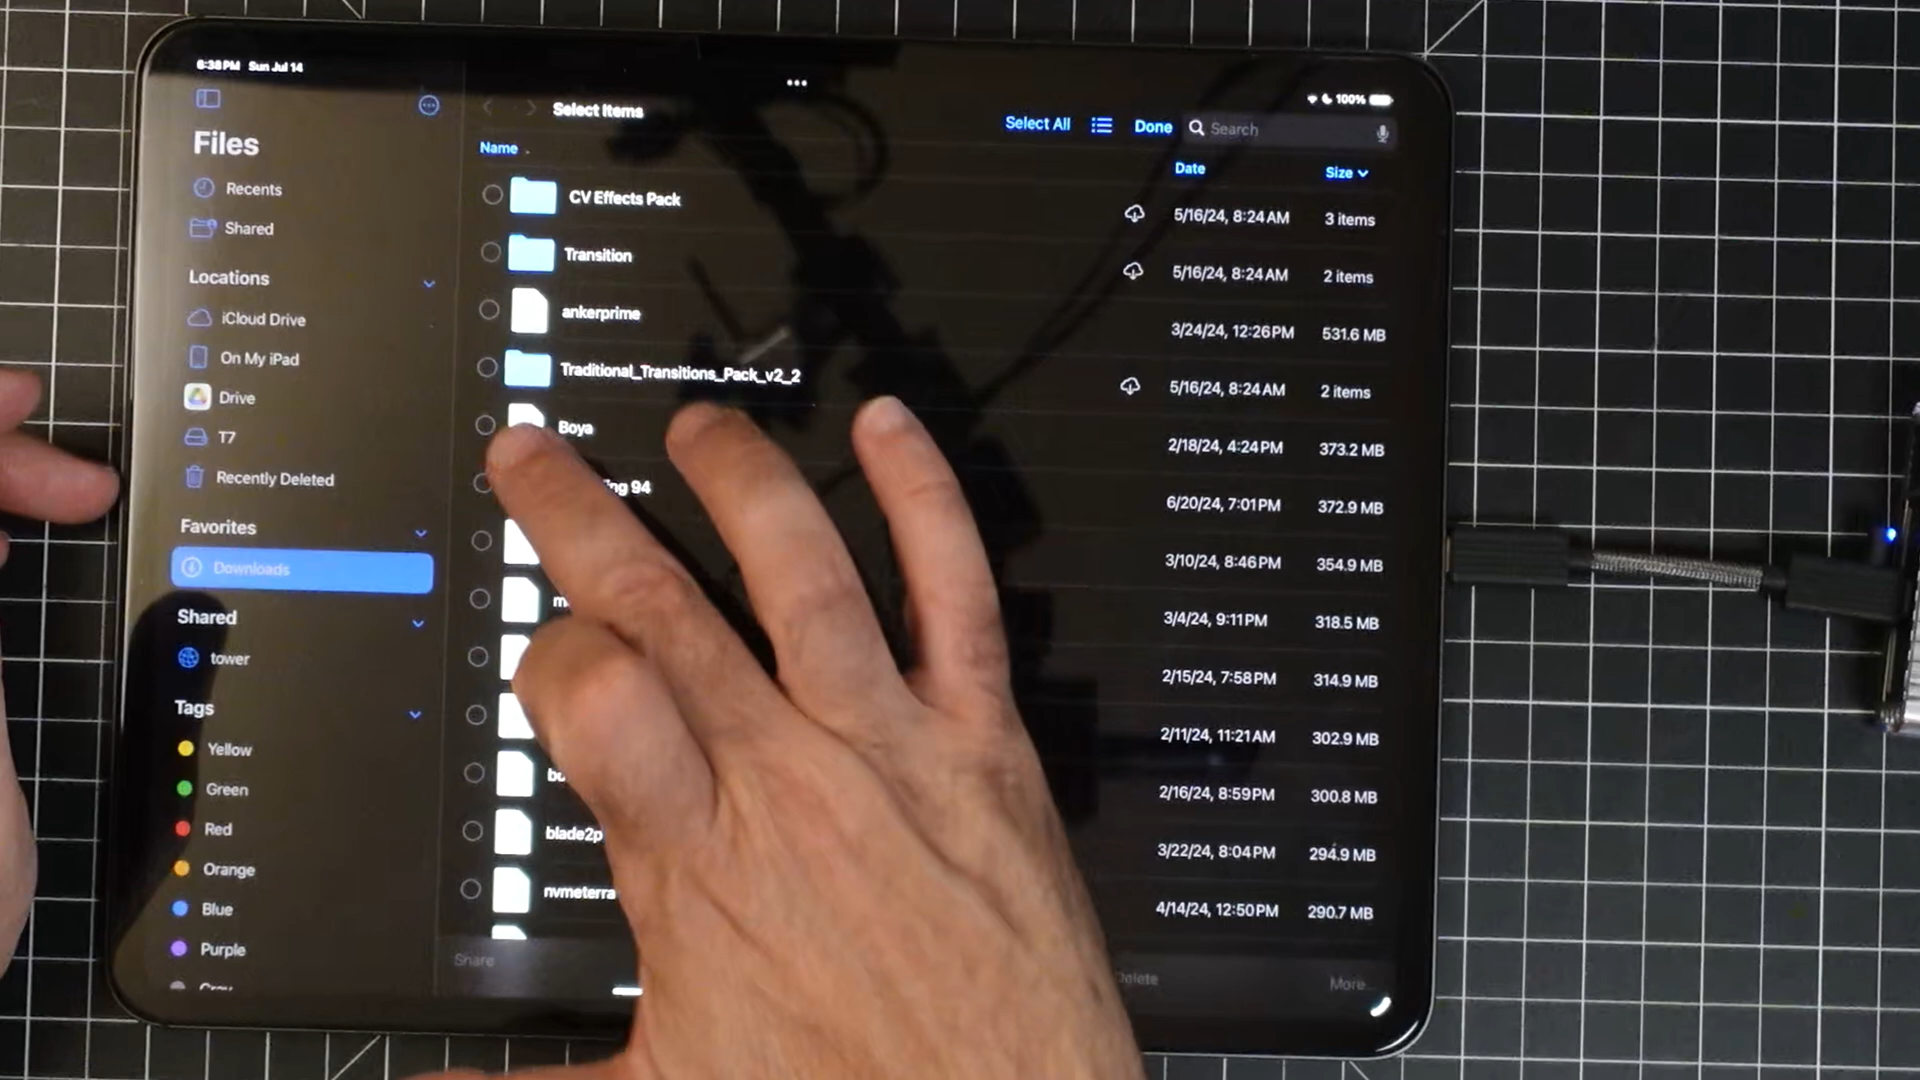 6:38 PM Sun Jul 14
100%
Files
Recents
Shared
Locations
iCloud Drive
On My iPad
Drive
T7
Recently Deleted
Favorites
Downloads
Shared
tower
Tags
Yellow
Green
Red
Orange
Blue
Purple
Gray
Select Items
Select All
Done
Search
Name
Date
Size
CV Effects Pack 5/16/24, 8:24 AM 3 items
Transition 5/16/24, 8:24 AM 2 items
ankerprime 3/24/24, 12:26 PM 531.6 MB
Traditional_Transitions_Pack_v2_2 5/16/24, 8:24 AM 2 items
Boya 2/18/24, 4:24 PM 373.2 MB
ng 94 6/20/24, 7:01 PM 372.9 MB
3/10/24, 8:46 PM 354.9 MB
3/4/24, 9:11 PM 318.5 MB
2/15/24, 7:58 PM 314.9 MB
2/11/24, 11:21 AM 302.9 MB
2/16/24, 8:59 PM 300.8 MB
blade2p 3/22/24, 8:04 PM 294.9 MB
nvmeterra 4/14/24, 12:50 PM 290.7 MB
Share
Delete
More